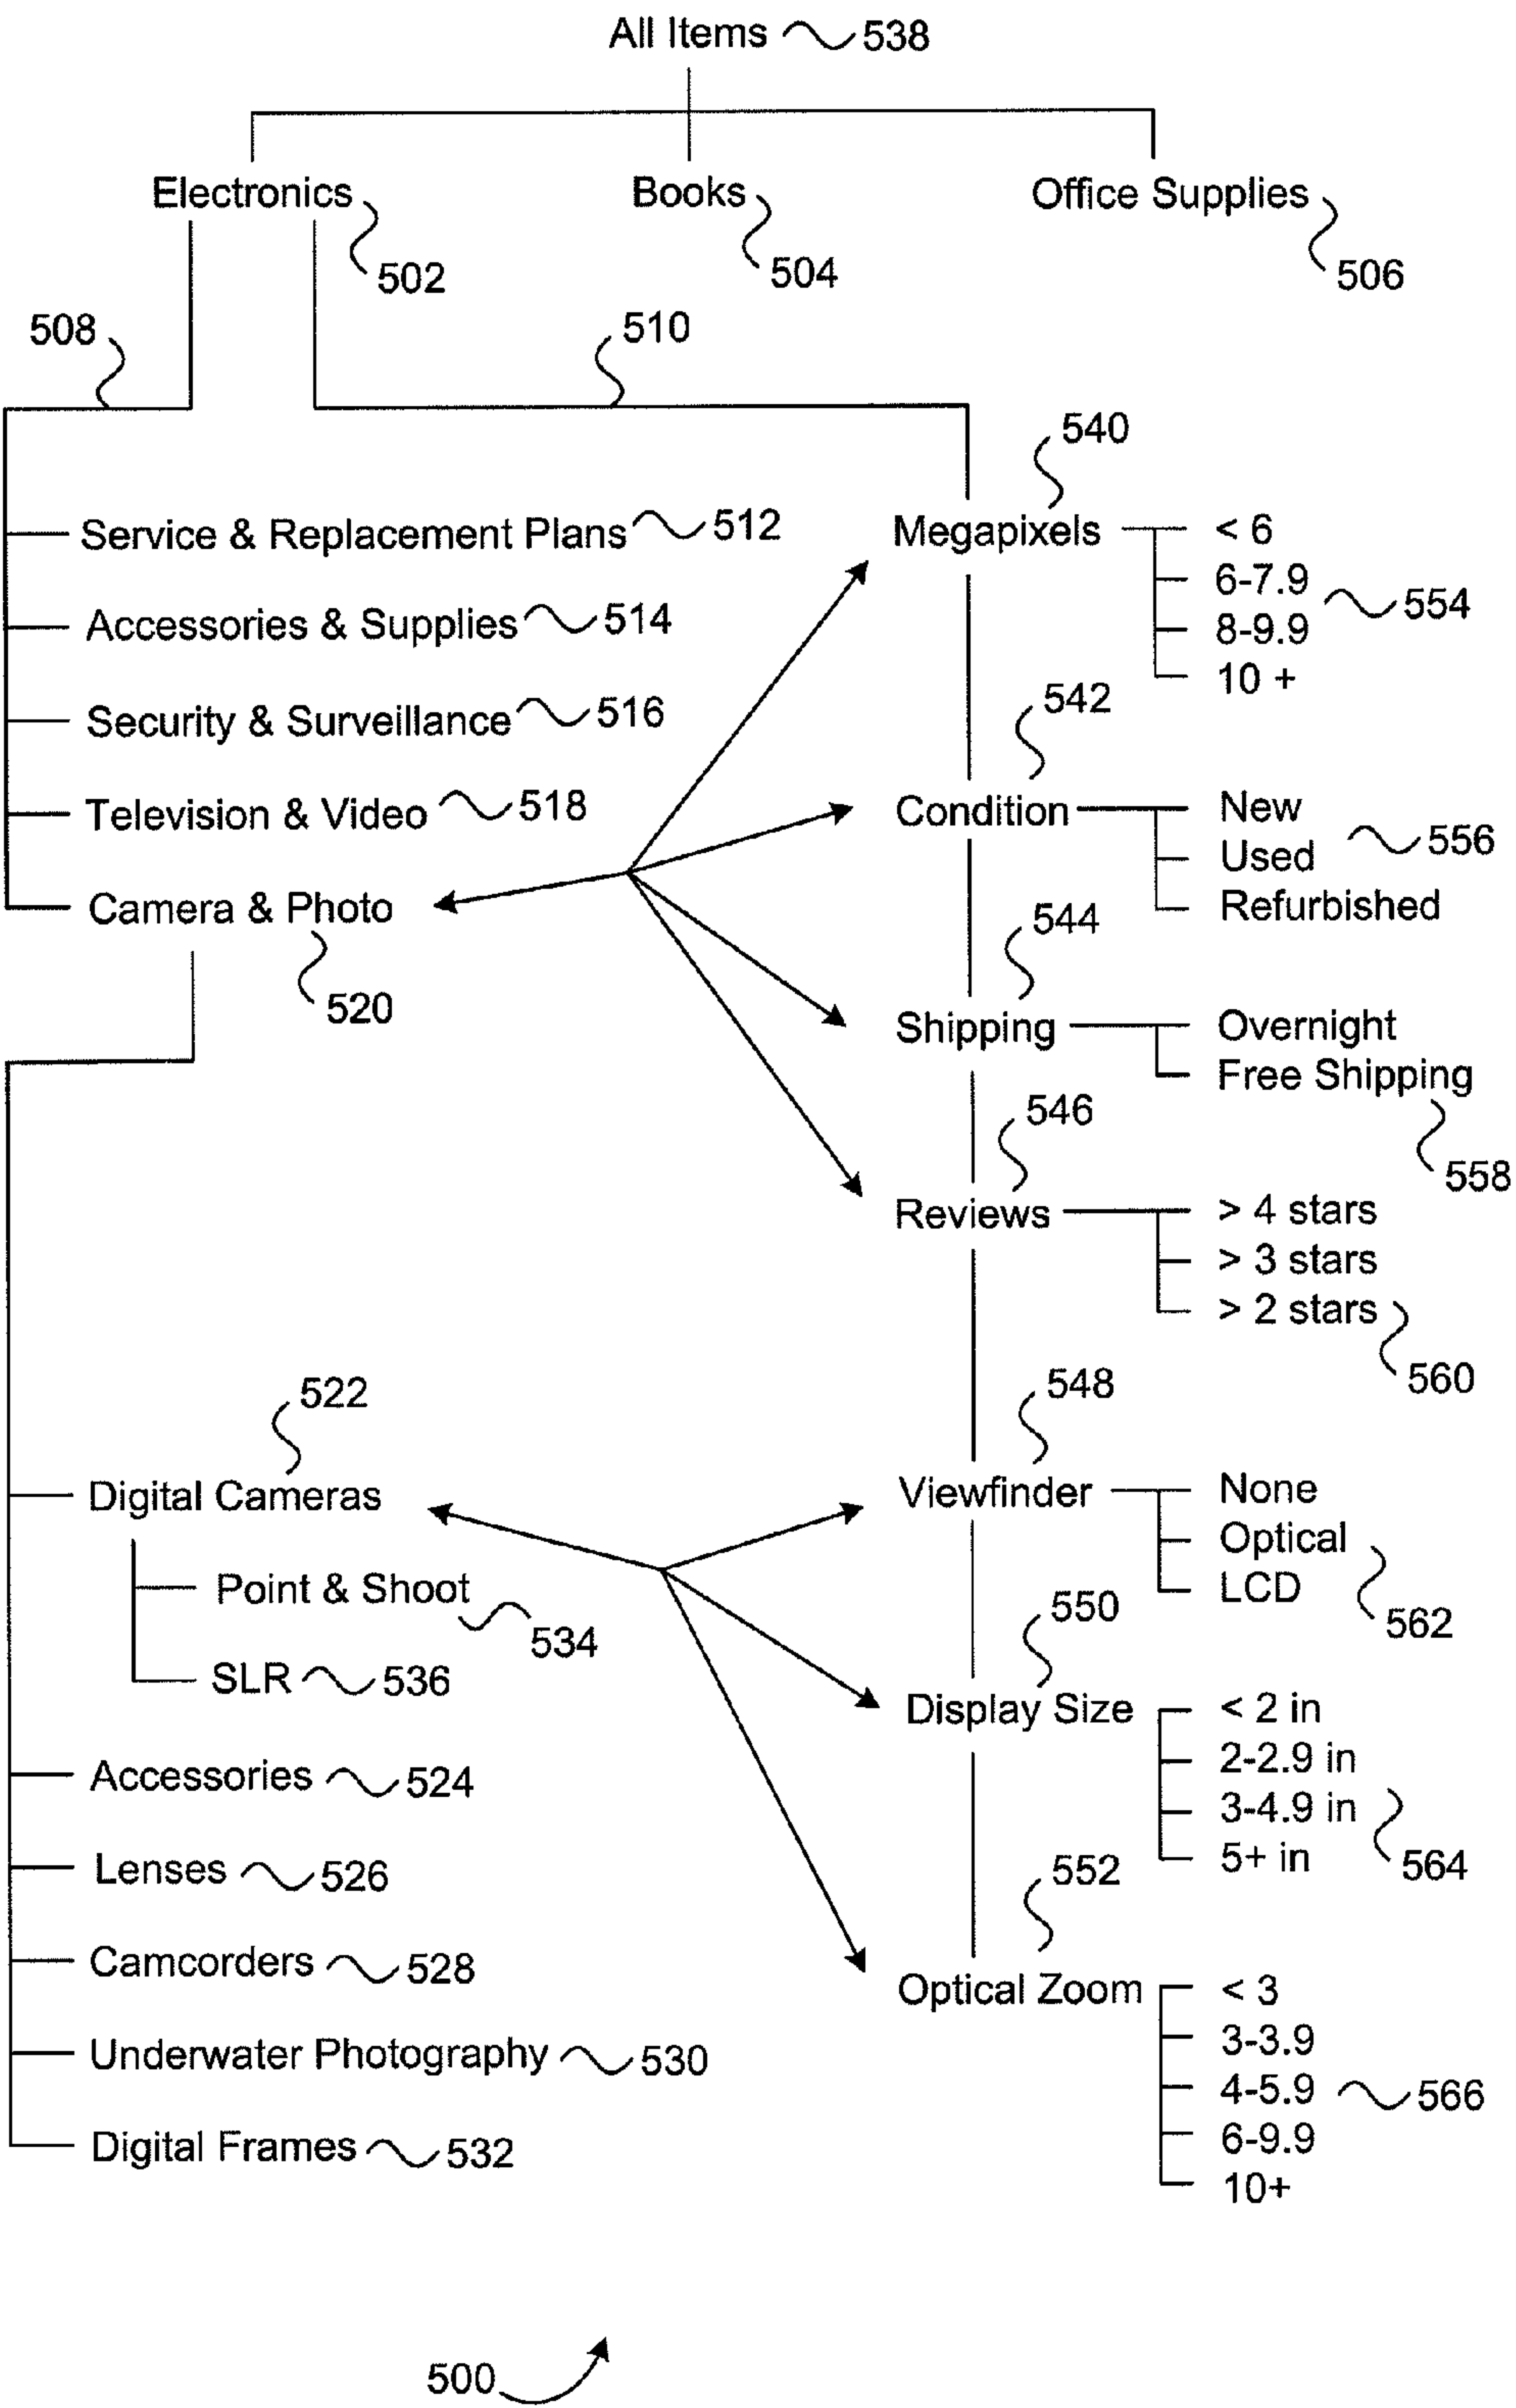 All Items 538
Electronics Books Office Supplies
502 504 506
508 510
540
Service & Replacement Plans 512
Accessories & Supplies 514
Security & Surveillance 516
Television & Video 518
Camera & Photo
520
Megapixels < 6
6-7.9
554
8-9.9
10 +
542
Condition New
Used 556
Refurbished
544
Shipping Overnight
Free Shipping
558
546
Reviews > 4 stars
> 3 stars
> 2 stars
560
522
Digital Cameras
Point & Shoot
534
SLR 536
Accessories 524
Lenses 526
Camcorders 528
Underwater Photography 530
Digital Frames 532
548
Viewfinder None
Optical
LCD
562
550
Display Size < 2 in
2-2.9 in
3-4.9 in
5+ in 564
552
Optical Zoom < 3
3-3.9
4-5.9 566
6-9.9
10+
500